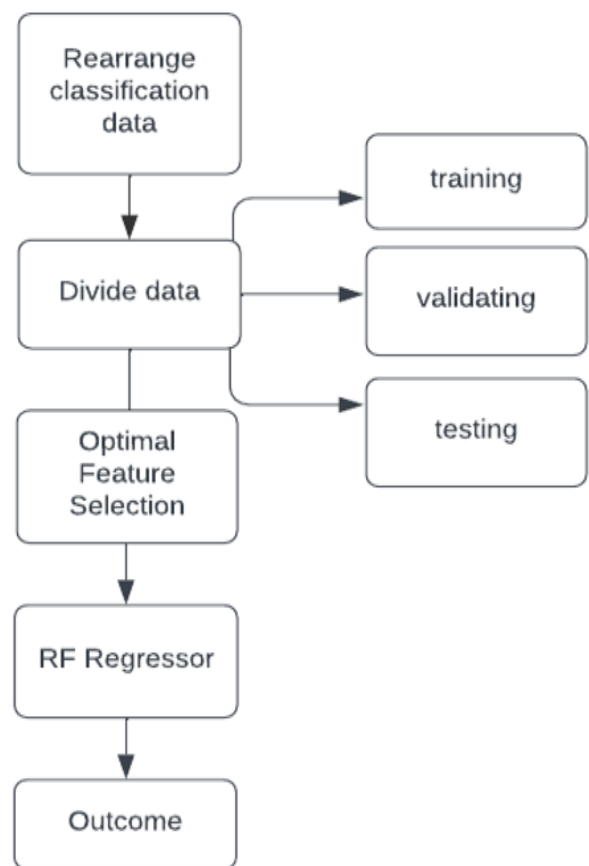 Rearrange
classification
data
training
Divide data
validating
testing
Optimal
Feature
Selection
RF Regressor
Outcome